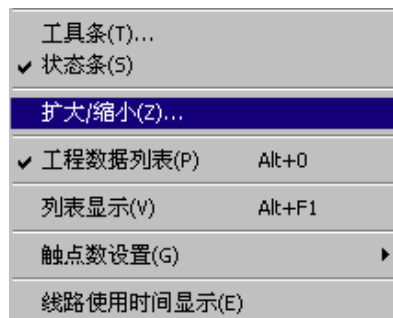 工具条(T)...
状态条(S)
扩大/缩小(Z)...
工程数据列表(P) Alt+0
列表显示(V) Alt+F1
触点数设置(G)
线路使用时间显示(E)